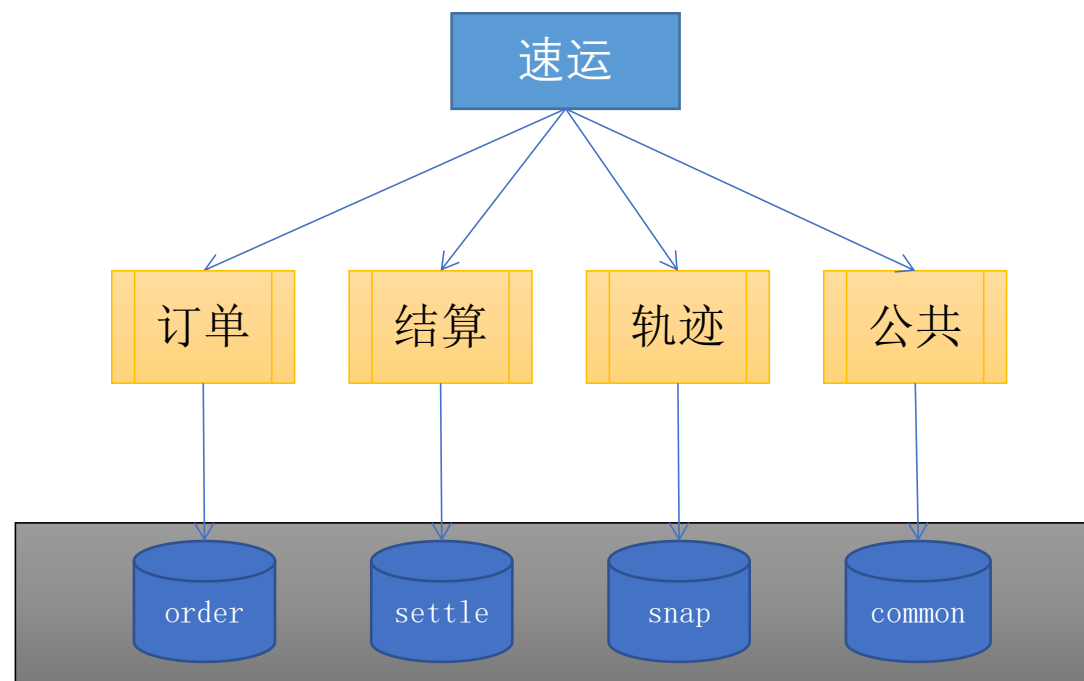 速运
订单
结算
轨迹
公共
order
settle
snap
common